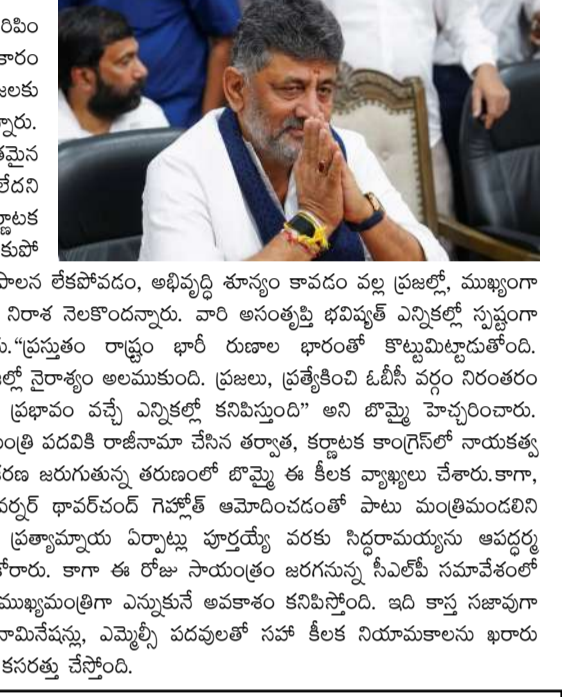 రిపిం
కారం
జలకు
న్నారు.
తమైన
లేదని
ర్ణాటక
కుపో
పాలన లేకపోవడం, అభివృద్ధి శూన్యం కావడం వల్ల ప్రజల్లో, ముఖ్యంగా
నిరాశ నెలకొందన్నారు. వారి అసంతృప్తి భవిష్యత్ ఎన్నికల్లో స్పష్టంగా
రు.“ప్రస్తుతం రాష్ట్రం భారీ రుణాల భారంతో కొట్టుమిట్టాడుతోంది.
ల్లో నైరాశ్యం అలముకుంది. ప్రజలు, ప్రత్యేకించి ఓబీసీ వర్గం నిరంతరం
ప్రభావం వచ్చే ఎన్నికల్లో కనిపిస్తుంది” అని బొమ్మై హెచ్చరించారు.
ంత్రి పదవికి రాజీనామా చేసిన తర్వాత, కర్ణాటక కాంగ్రెస్‌లో నాయకత్వ
కరణ జరుగుతున్న తరుణంలో బొమ్మై ఈ కీలక వ్యాఖ్యలు చేశారు.కాగా,
వర్నర్ థావర్‌చంద్ గెహ్లోత్ ఆమోదించడంతో పాటు మంత్రిమండలిని
ప్రత్యామ్నాయ ఏర్పాట్లు పూర్తయ్యే వరకు సిద్ధరామయ్యను ఆపద్ధర్మ
కోరారు. కాగా ఈ రోజు సాయంత్రం జరగనున్న సీఎల్‌పీ సమావేశంలో
ముఖ్యమంత్రిగా ఎన్నుకునే అవకాశం కనిపిస్తోంది. ఇది కాస్త సజావుగా
నామినేషన్లు, ఎమ్మెల్సీ పదవులతో సహా కీలక నియామకాలను ఖరారు
కసరత్తు చేస్తోంది.